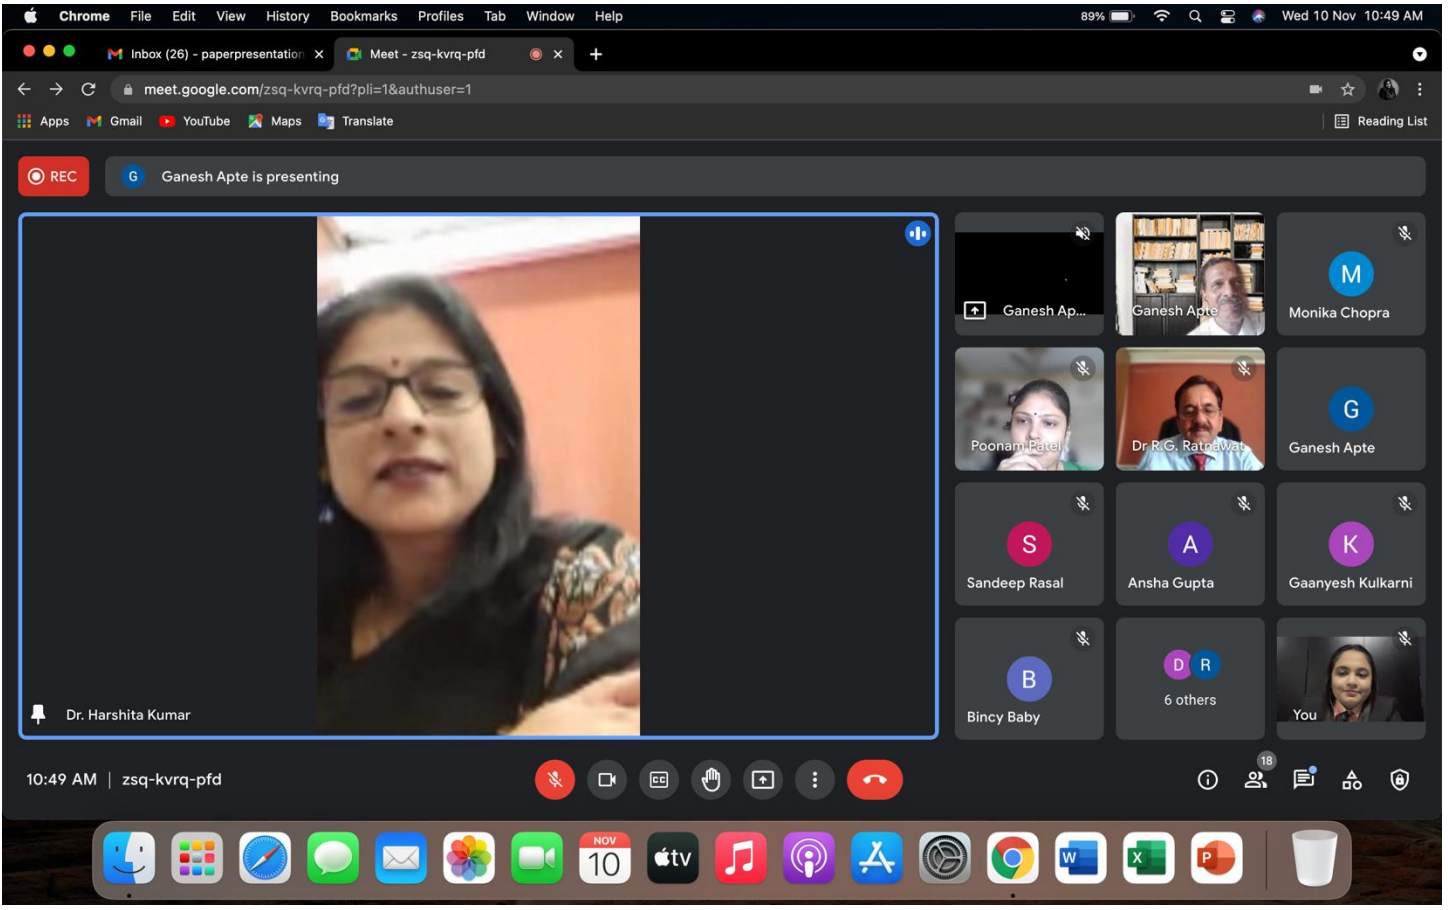 Chrome File Edit View History Bookmarks Profiles Tab Window Help 89% Wed 10 Nov 10:49 AM
Inbox (26) - paperpresentation Meet - zsq-kvrq-pfd
meet.google.com/zsq-kvrq-pfd?pli=1&authuser=1
Apps Gmail YouTube Maps Translate Reading List
REC G Ganesh Apte is presenting
Ganesh Ap...
Ganesh Apte
M
Monika Chopra
Poonam Patel
Dr R.G. Ratnawat
G
Ganesh Apte
S
Sandeep Rasal
A
Ansha Gupta
K
Gaanyesh Kulkarni
B
Bincy Baby
D R
6 others
You
Dr. Harshita Kumar
10:49 AM | zsq-kvrq-pfd
CC
18
NOV
10
tv
W
X
P